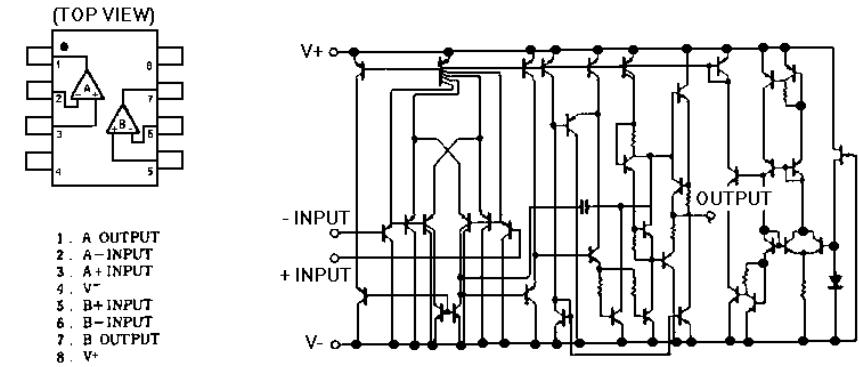 (TOP VIEW)
1
2
3
4
8
7
6
5
A
- +
B
+ -
1. A OUTPUT
2. A-INPUT
3. A+INPUT
4. V⁻
5. B+INPUT
6. B-INPUT
7. B OUTPUT
8. V+
V+
- INPUT
+ INPUT
V-
OUTPUT